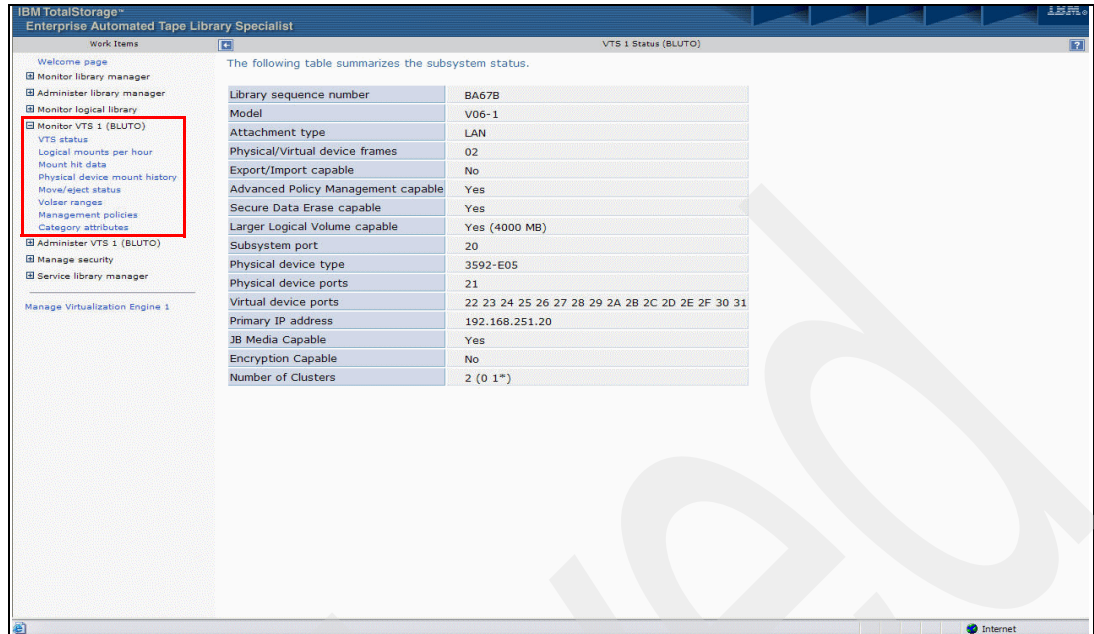 IBM TotalStorage™
Enterprise Automated Tape Library Specialist
IBM®
Work Items
VTS 1 Status (BLUTO)
?
Welcome page
Monitor library manager
Administer library manager
Monitor logical library
Monitor VTS 1 (BLUTO)
VTS status
Logical mounts per hour
Mount hit data
Physical device mount history
Move/eject status
Volser ranges
Management policies
Category attributes
Administer VTS 1 (BLUTO)
Manage security
Service library manager
Manage Virtualization Engine 1
The following table summarizes the subsystem status.
Library sequence number BA67B
Model V06-1
Attachment type LAN
Physical/Virtual device frames 02
Export/Import capable No
Advanced Policy Management capable Yes
Secure Data Erase capable Yes
Larger Logical Volume capable Yes (4000 MB)
Subsystem port 20
Physical device type 3592-E05
Physical device ports 21
Virtual device ports 22 23 24 25 26 27 28 29 2A 2B 2C 2D 2E 2F 30 31
Primary IP address 192.168.251.20
JB Media Capable Yes
Encryption Capable No
Number of Clusters 2 (0 1*)
Internet